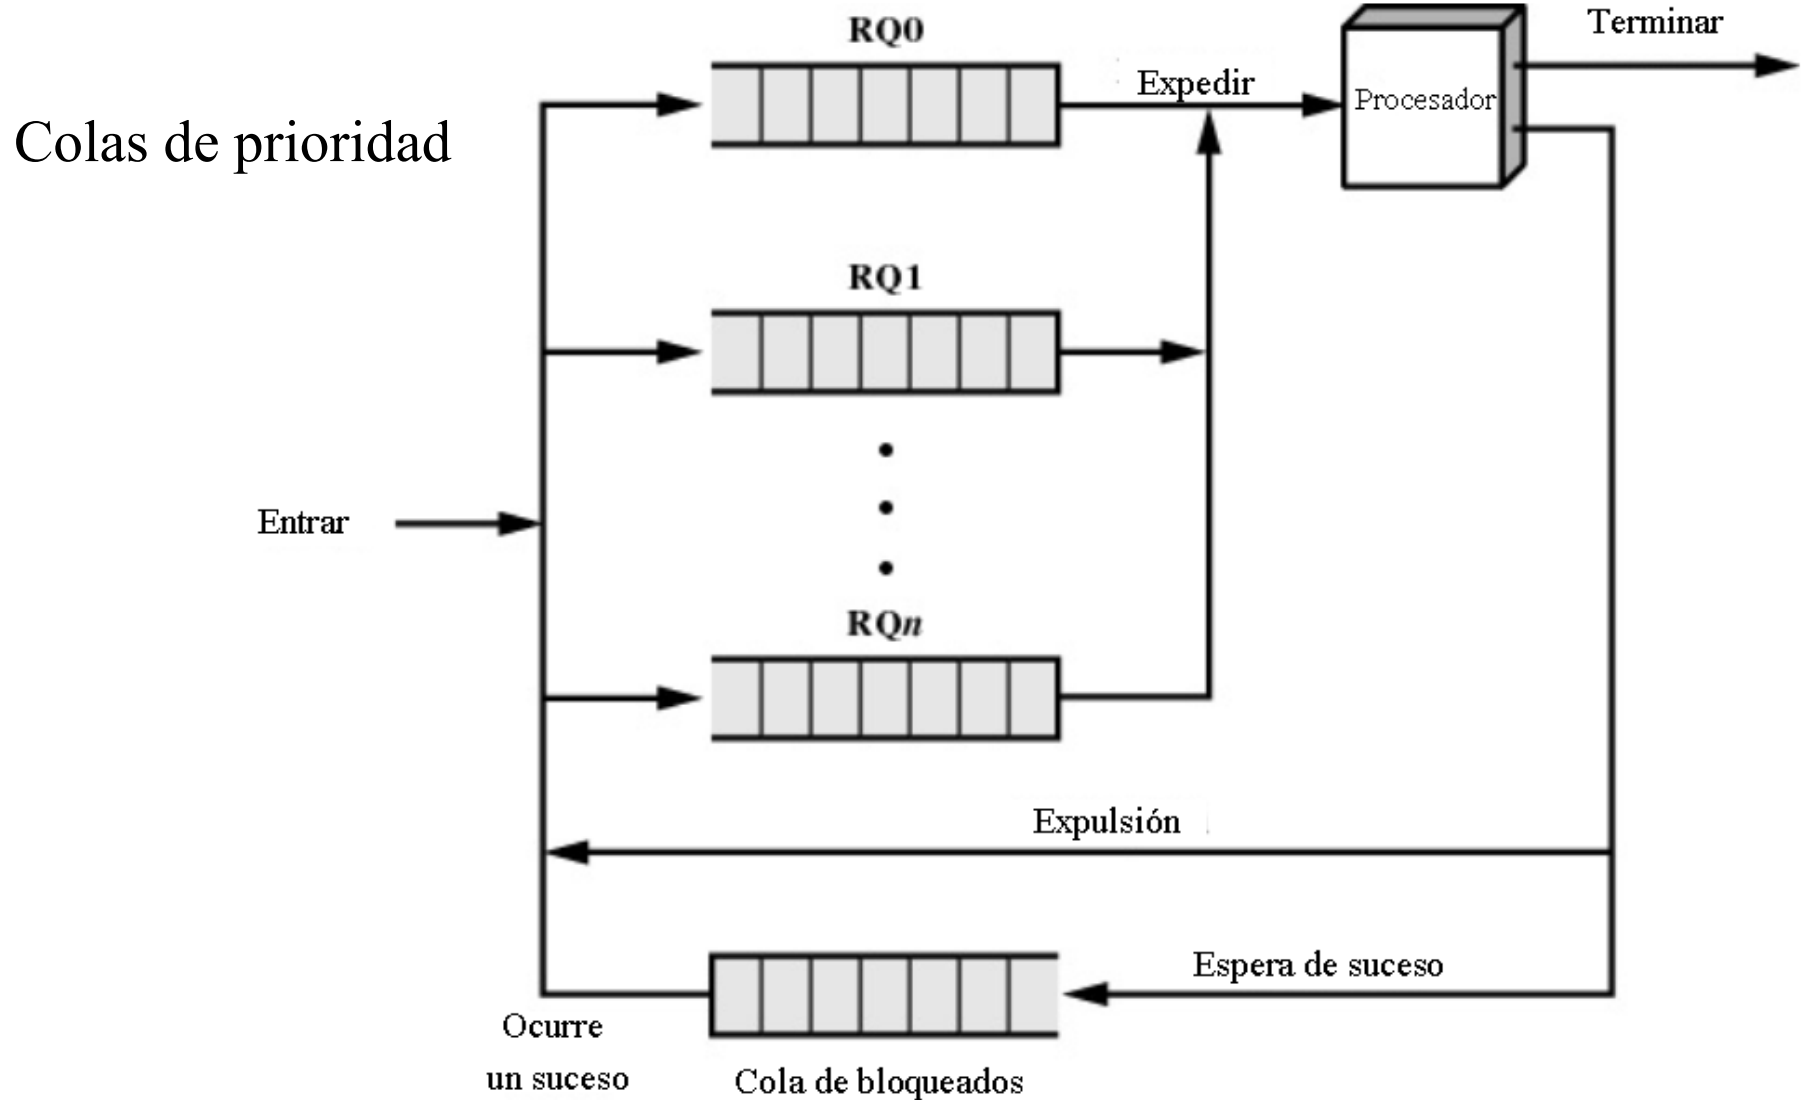 RQ0
Terminar
Expedir
Procesador
Colas de prioridad
RQ1
Entrar
RQn
Expulsión
Espera de suceso
Ocurre
un suceso
Cola de bloqueados